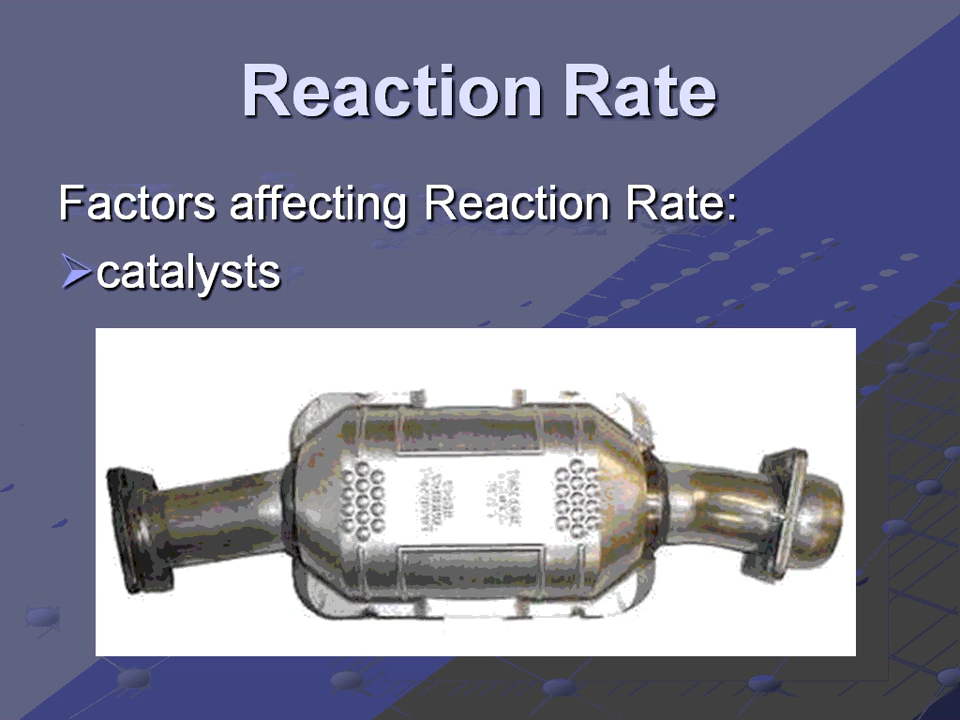 Reaction Rate
Factors affecting Reaction Rate:
catalysts